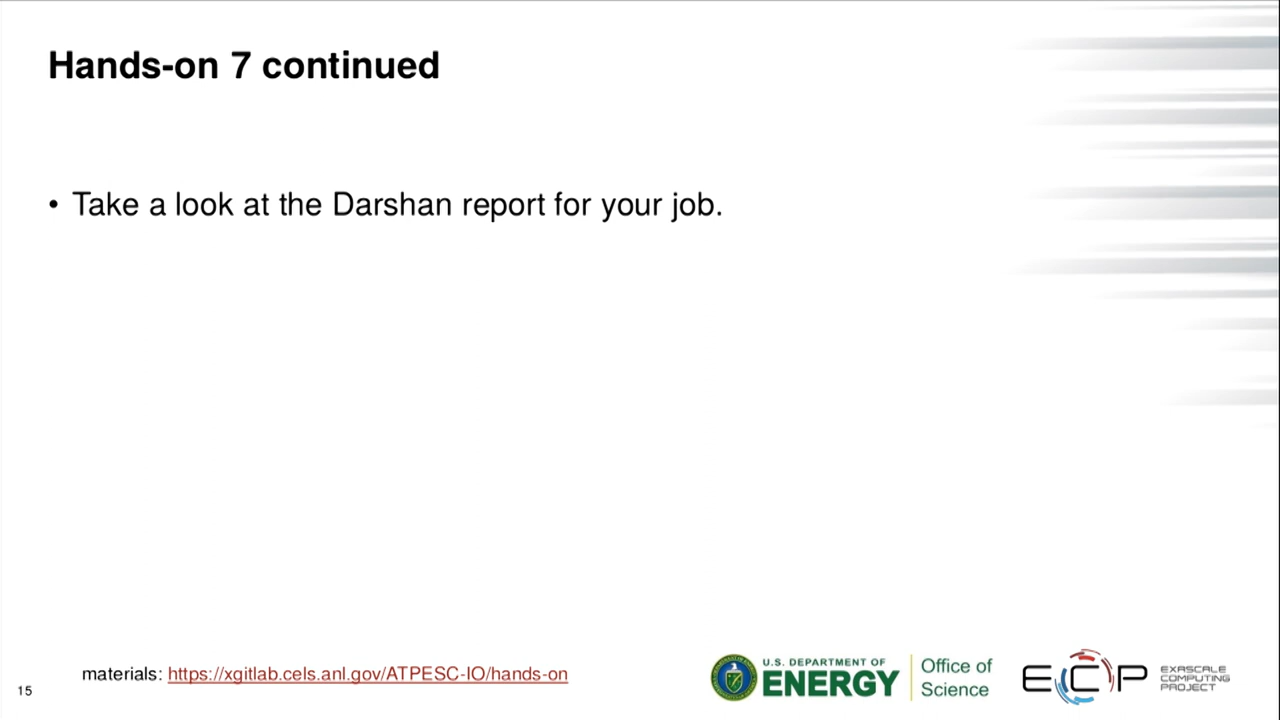 Hands-on 7 continued
• Take a look at the Darshan report for your job.
materials: https://xgitlab.cels.anl.gov/ATPESC-IO/hands-on
15
U.S. DEPARTMENT OF
ENERGY
Office of
Science
ECP
EXASCALE
COMPUTING
PROJECT